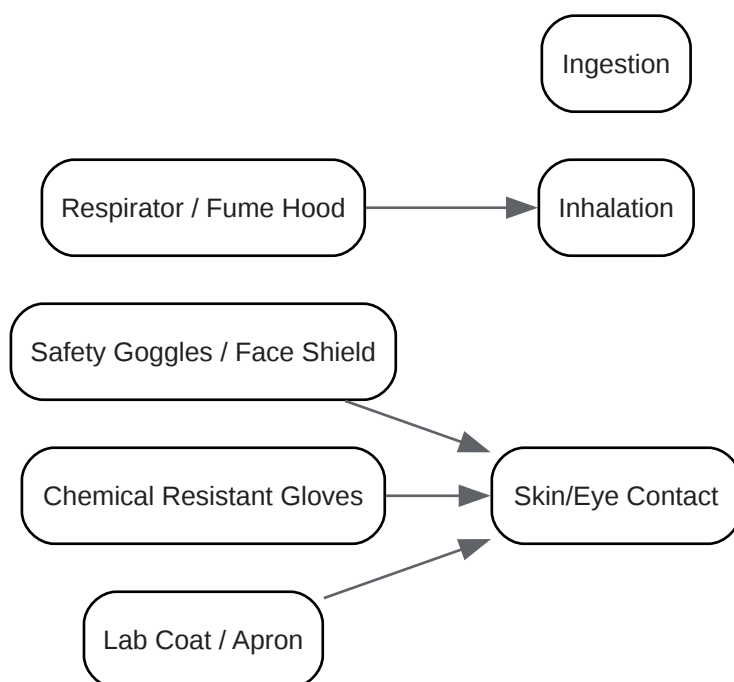 Ingestion
Respirator / Fume Hood
Inhalation
Safety Goggles / Face Shield
Chemical Resistant Gloves
Skin/Eye Contact
Lab Coat / Apron